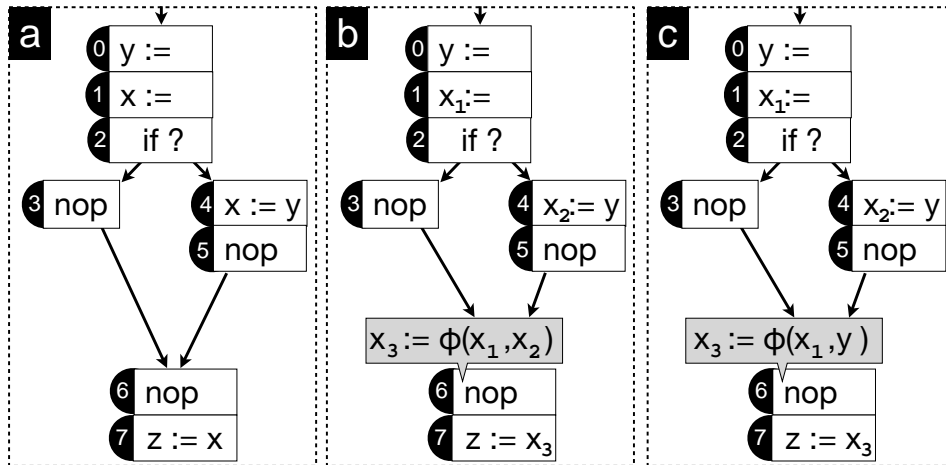 a
0 y :=
1 x :=
2 if ?
3 nop
4 x := y
5 nop
6 nop
7 z := x
b
0 y :=
1 x₁:=
2 if ?
3 nop
4 x₂:= y
5 nop
x₃:= ϕ(x₁,x₂)
6 nop
7 z := x₃
c
0 y :=
1 x₁:=
2 if ?
3 nop
4 x₂:= y
5 nop
x₃:= ϕ(x₁,y )
6 nop
7 z := x₃